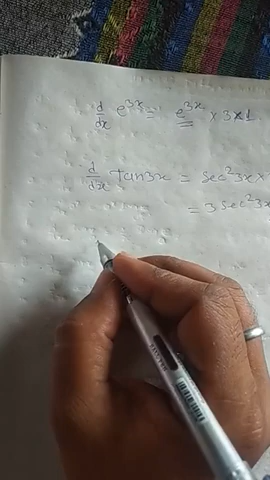 d/dx e^3x = e^3x × 3×1
d/dx tan3x = sec²3x ×
= 3 sec²3x